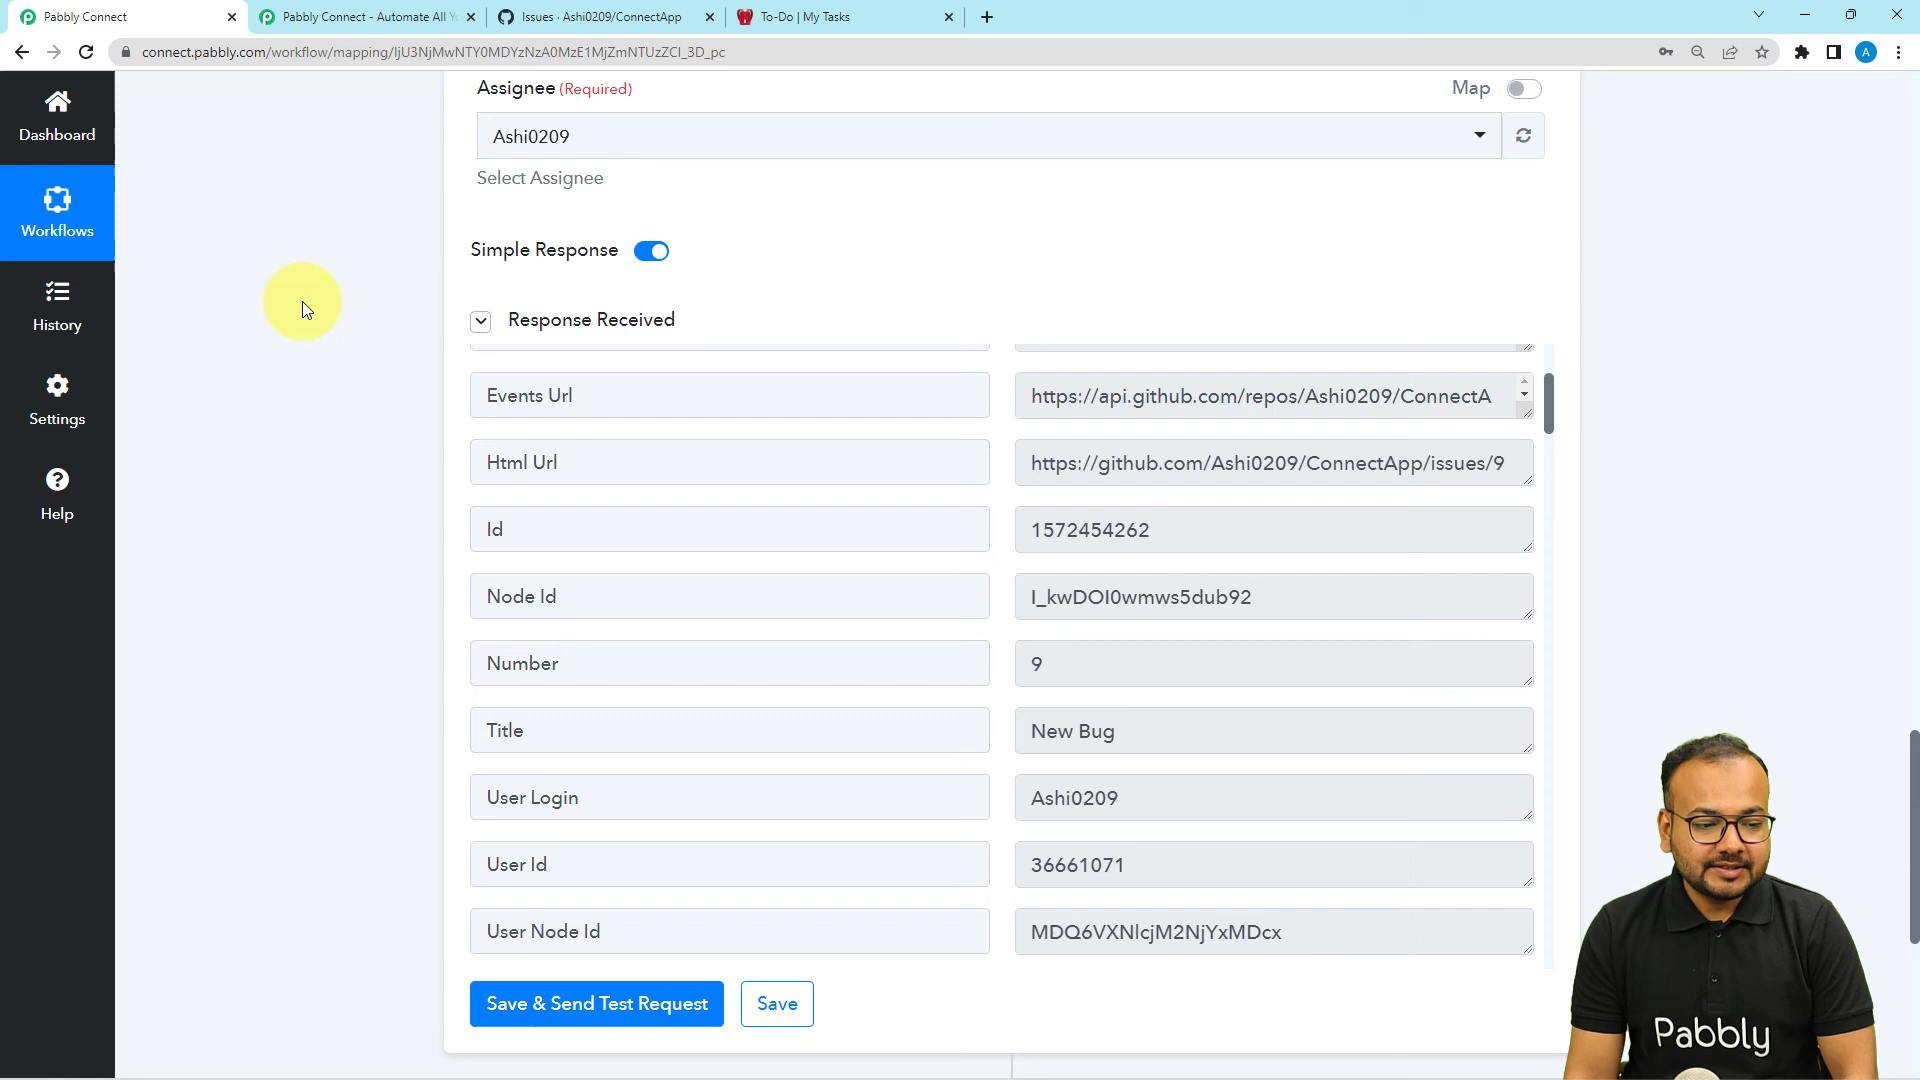 Pabbly Connect
Pabbly Connect - Automate All Y
Issues · Ashi0209/ConnectApp
To-Do | My Tasks
connect.pabbly.com/workflow/mapping/IjU3NjMwNTY0MDYzNzA0MzE1MjZmNTUzZCI_3D_pc
A
Dashboard
Workflows
History
Settings
Help
Assignee (Required)
Map
Ashi0209
Select Assignee
Simple Response
Response Received
Events Url
https://api.github.com/repos/Ashi0209/ConnectA
Html Url
https://github.com/Ashi0209/ConnectApp/issues/9
Id
1572454262
Node Id
I_kwDOI0wmws5dub92
Number
9
Title
New Bug
User Login
Ashi0209
User Id
36661071
User Node Id
MDQ6VXNlcjM2NjYxMDcx
Save & Send Test Request
Save
Pabbly